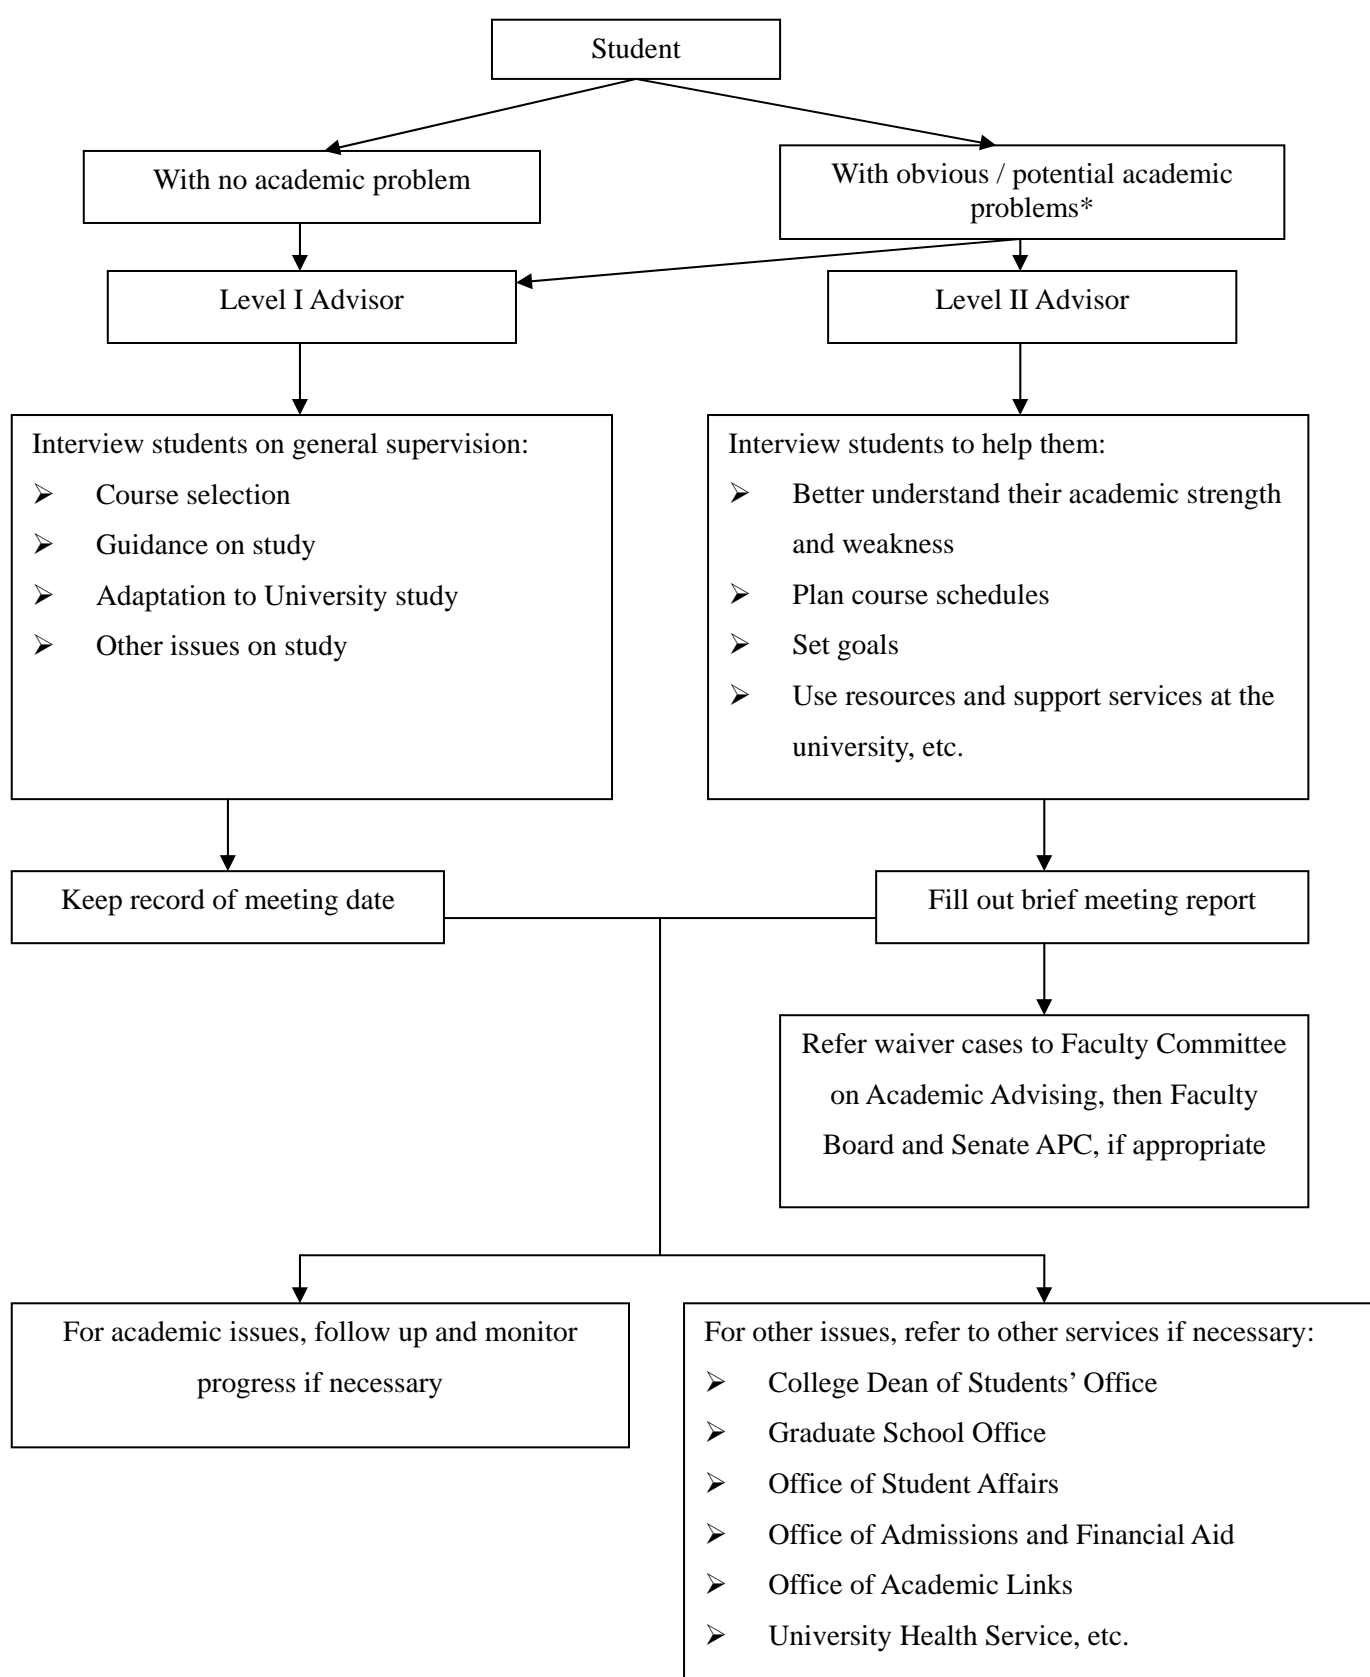 Student
With no academic problem
With obvious / potential academic
problems*
Level I Advisor
Level II Advisor
Interview students on general supervision:
➢ Course selection
➢ Guidance on study
➢ Adaptation to University study
➢ Other issues on study
Interview students to help them:
➢ Better understand their academic strength
and weakness
➢ Plan course schedules
➢ Set goals
➢ Use resources and support services at the
university, etc.
Keep record of meeting date
Fill out brief meeting report
Refer waiver cases to Faculty Committee
on Academic Advising, then Faculty
Board and Senate APC, if appropriate
For academic issues, follow up and monitor
progress if necessary
For other issues, refer to other services if necessary:
➢ College Dean of Students’ Office
➢ Graduate School Office
➢ Office of Student Affairs
➢ Office of Admissions and Financial Aid
➢ Office of Academic Links
➢ University Health Service, etc.